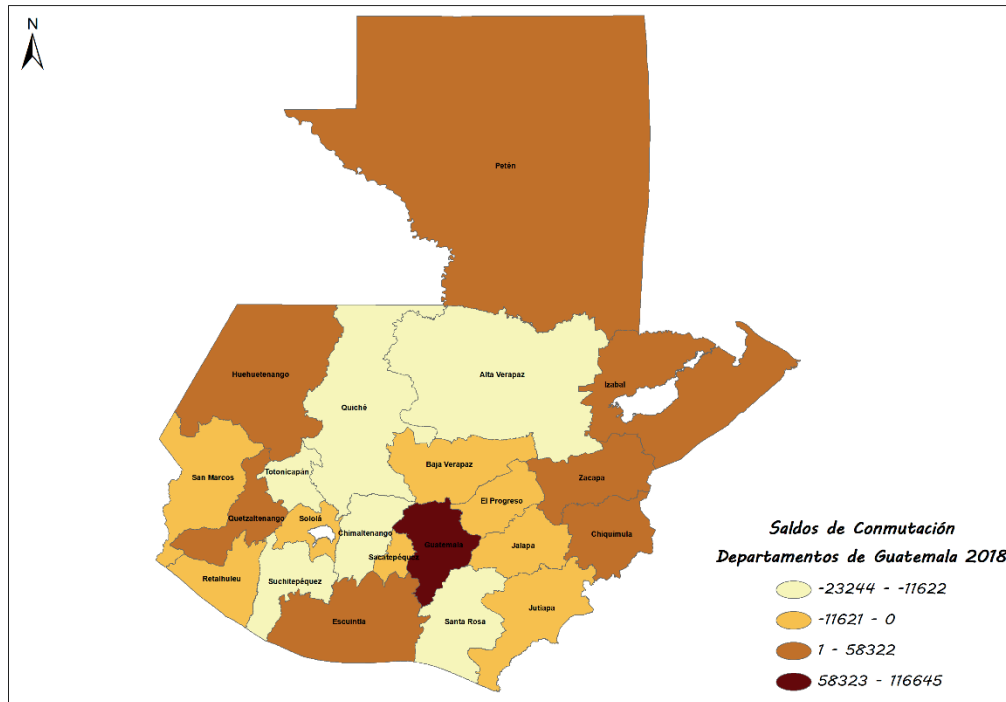 N
Petén
Huehuetenango
Quiché
Alta Verapaz
Izabal
San Marcos
Totonicapán
Baja Verapaz
Zacapa
Quetzaltenango
Sololá
Chimaltenango
El Progreso
Guatemala
Jalapa
Chiquimula
Sacatepéquez
Retalhuleu
Suchitepéquez
Escuintla
Santa Rosa
Jutiapa
Saldos de Conmutación
Departamentos de Guatemala 2018
-23244 - -11622
-11621 - 0
1 - 58322
58323 - 116645